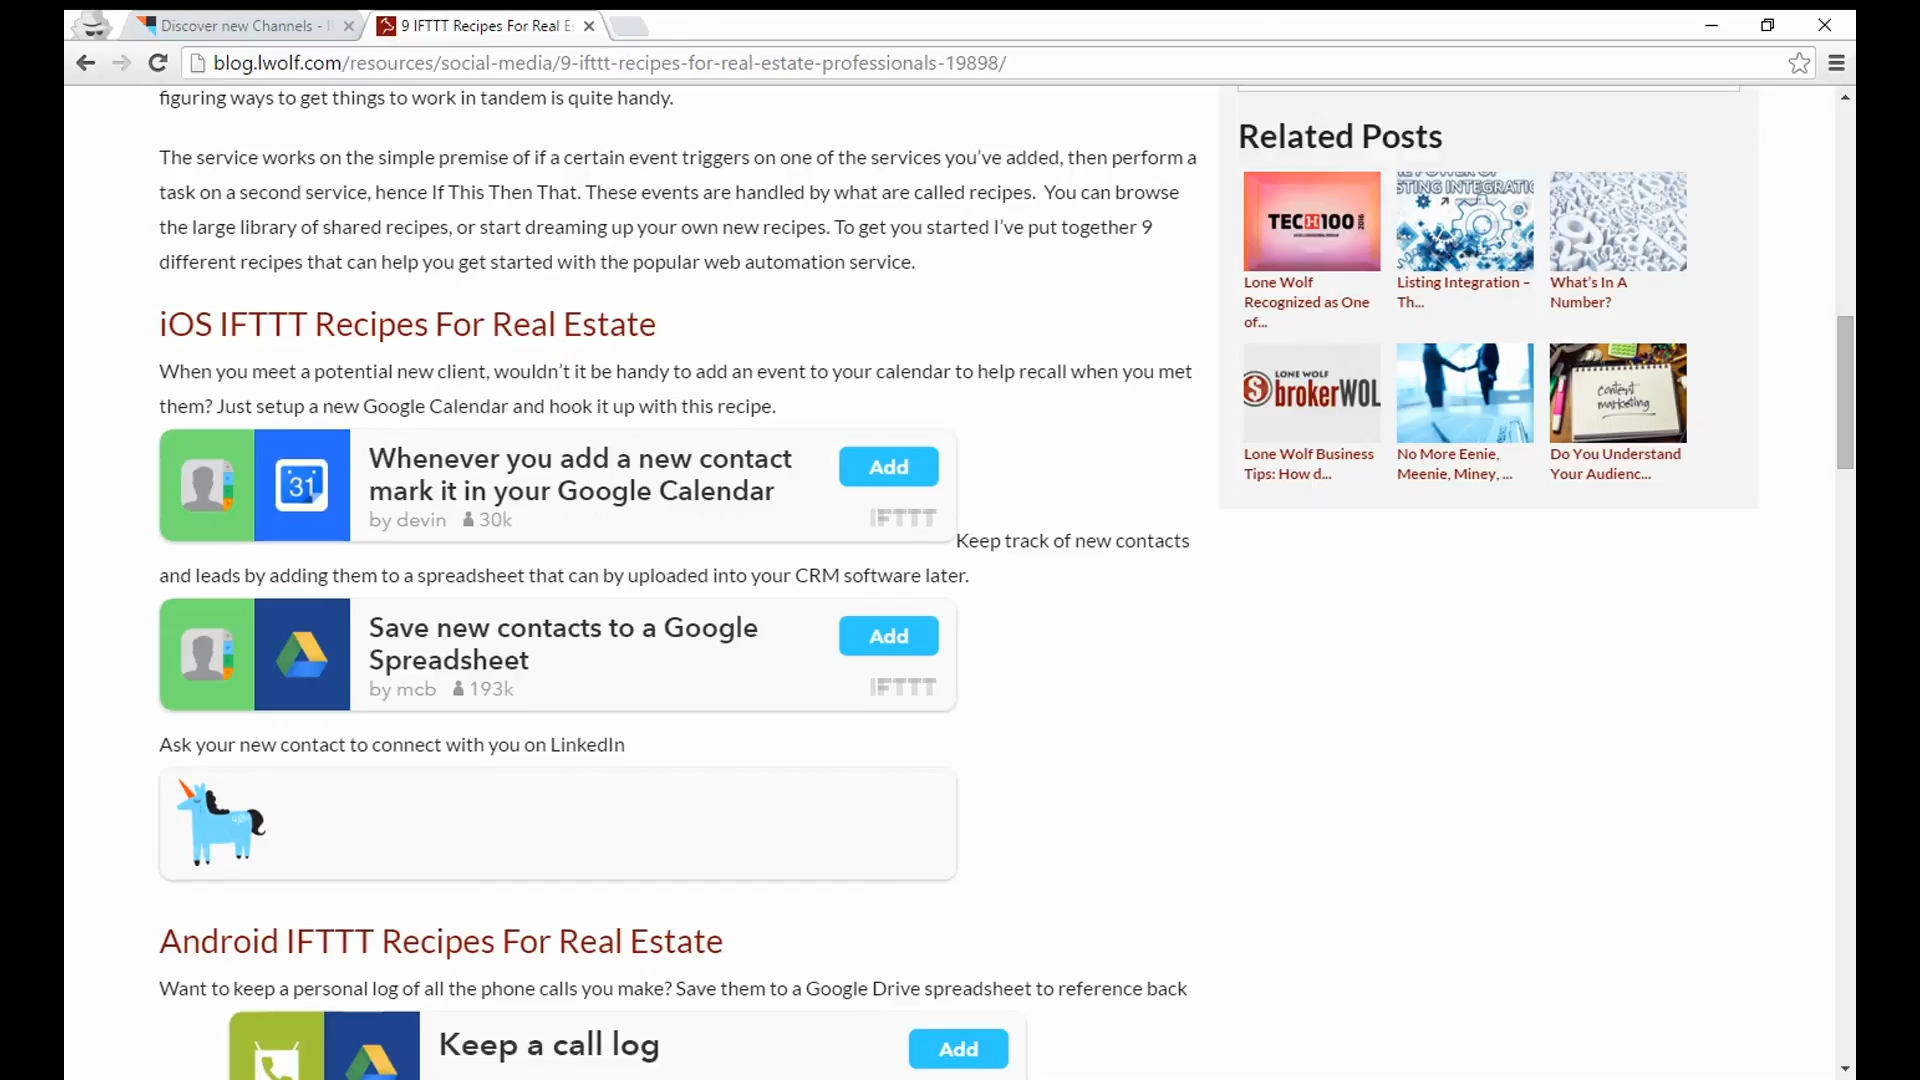 Discover new Channels - I
9 IFTTT Recipes For Real Es
blog.lwolf.com/resources/social-media/9-ifttt-recipes-for-real-estate-professionals-19898/
figuring ways to get things to work in tandem is quite handy.
The service works on the simple premise of if a certain event triggers on one of the services you've added, then perform a
task on a second service, hence If This Then That. These events are handled by what are called recipes. You can browse
the large library of shared recipes, or start dreaming up your own new recipes. To get you started I've put together 9
different recipes that can help you get started with the popular web automation service.
iOS IFTTT Recipes For Real Estate
When you meet a potential new client, wouldn't it be handy to add an event to your calendar to help recall when you met
them? Just setup a new Google Calendar and hook it up with this recipe.
31
Whenever you add a new contact
mark it in your Google Calendar
by devin 30k
Add
IFTTT
Keep track of new contacts
and leads by adding them to a spreadsheet that can by uploaded into your CRM software later.
Save new contacts to a Google
Spreadsheet
by mcb 193k
Add
IFTTT
Ask your new contact to connect with you on LinkedIn
Android IFTTT Recipes For Real Estate
Want to keep a personal log of all the phone calls you make? Save them to a Google Drive spreadsheet to reference back
Keep a call log
Add
Related Posts
TECH100
Lone Wolf
Recognized as One
of...
STING INTEGRATIO
Listing Integration –
Th...
What's In A
Number?
LONE WOLF
brokerWOL
Lone Wolf Business
Tips: How d...
No More Eenie,
Meenie, Miney, ...
content
marketing
Do You Understand
Your Audienc...